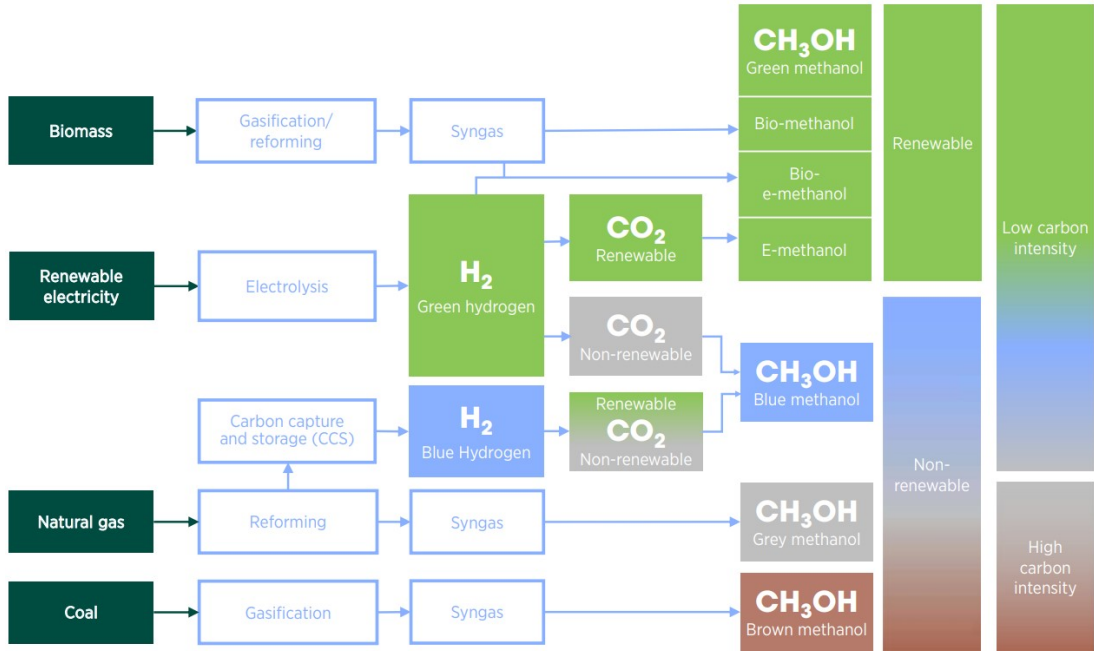 CH₃OH
Green methanol
Biomass
Gasification/
reforming
Syngas
Bio-methanol
Renewable
Bio-
e-methanol
Renewable
electricity
Electrolysis
H₂
Green hydrogen
CO₂
Renewable
E-methanol
Low carbon
intensity
CO₂
Non-renewable
CH₃OH
Blue methanol
Carbon capture
and storage (CCS)
H₂
Blue Hydrogen
Renewable
CO₂
Non-renewable
Non-
renewable
Natural gas
Reforming
Syngas
CH₃OH
Grey methanol
High
carbon
intensity
Coal
Gasification
Syngas
CH₃OH
Brown methanol